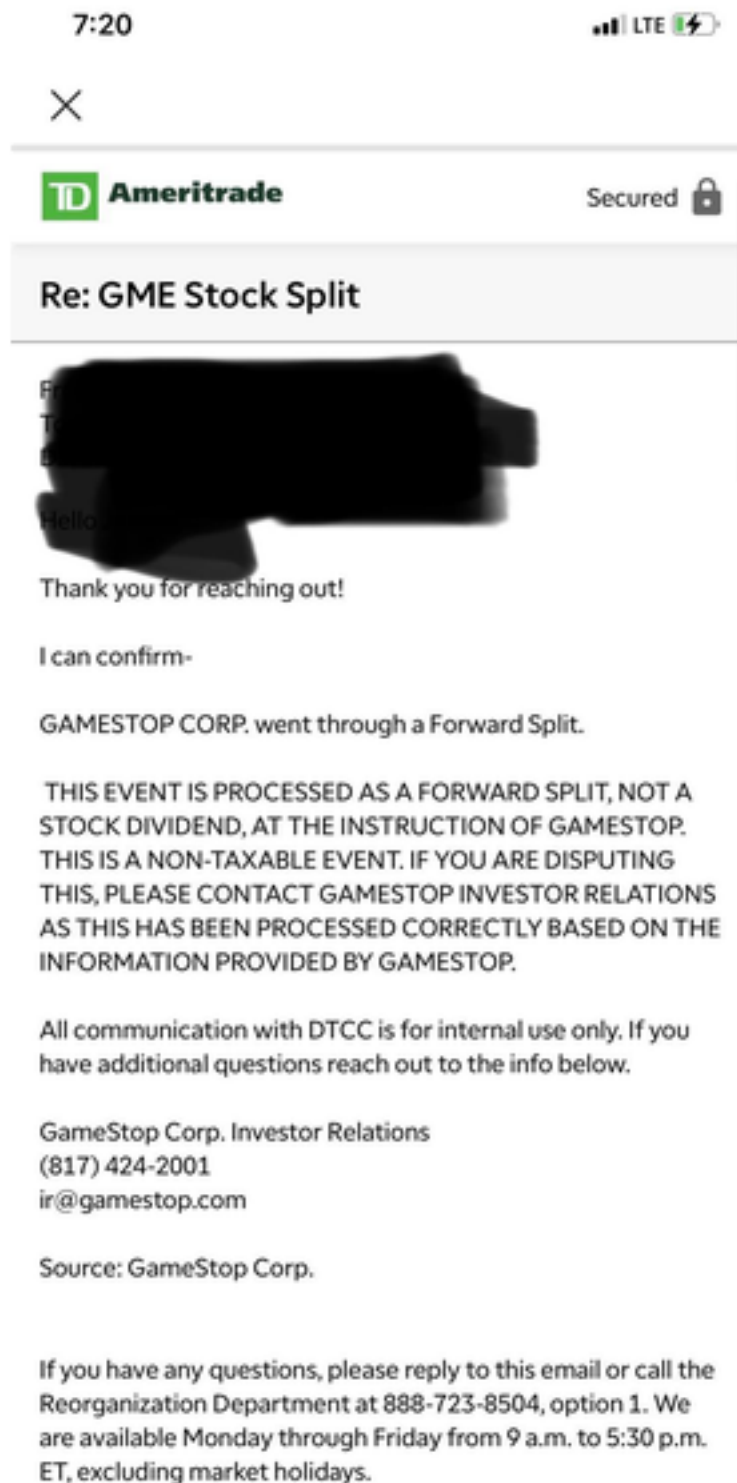 7:20
LTE
TD Ameritrade
Secured
Re: GME Stock Split
Hello
Thank you for reaching out!
I can confirm-
GAMESTOP CORP. went through a Forward Split.
THIS EVENT IS PROCESSED AS A FORWARD SPLIT, NOT A
STOCK DIVIDEND, AT THE INSTRUCTION OF GAMESTOP.
THIS IS A NON-TAXABLE EVENT. IF YOU ARE DISPUTING
THIS, PLEASE CONTACT GAMESTOP INVESTOR RELATIONS
AS THIS HAS BEEN PROCESSED CORRECTLY BASED ON THE
INFORMATION PROVIDED BY GAMESTOP.
All communication with DTCC is for internal use only. If you
have additional questions reach out to the info below.
GameStop Corp. Investor Relations
(817) 424-2001
ir@gamestop.com
Source: GameStop Corp.
If you have any questions, please reply to this email or call the
Reorganization Department at 888-723-8504, option 1. We
are available Monday through Friday from 9 a.m. to 5:30 p.m.
ET, excluding market holidays.